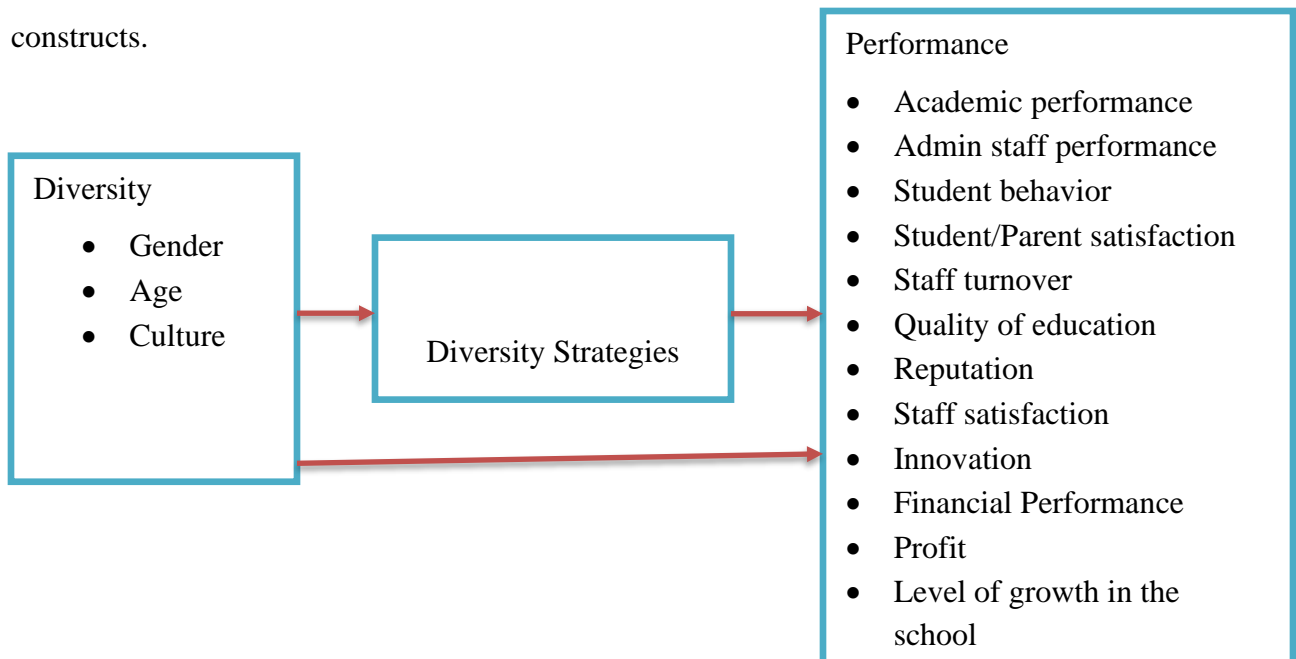 constructs.
Diversity
• Gender
• Age
• Culture
Diversity Strategies
Performance
• Academic performance
• Admin staff performance
• Student behavior
• Student/Parent satisfaction
• Staff turnover
• Quality of education
• Reputation
• Staff satisfaction
• Innovation
• Financial Performance
• Profit
• Level of growth in the
school